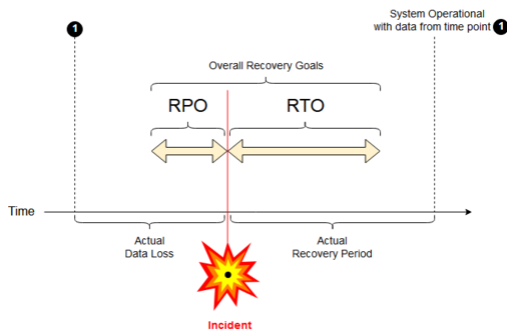 System Operational
with data from time point 1
1
Overall Recovery Goals
RPO
RTO
Time
Actual
Data Loss
Actual
Recovery Period
Incident